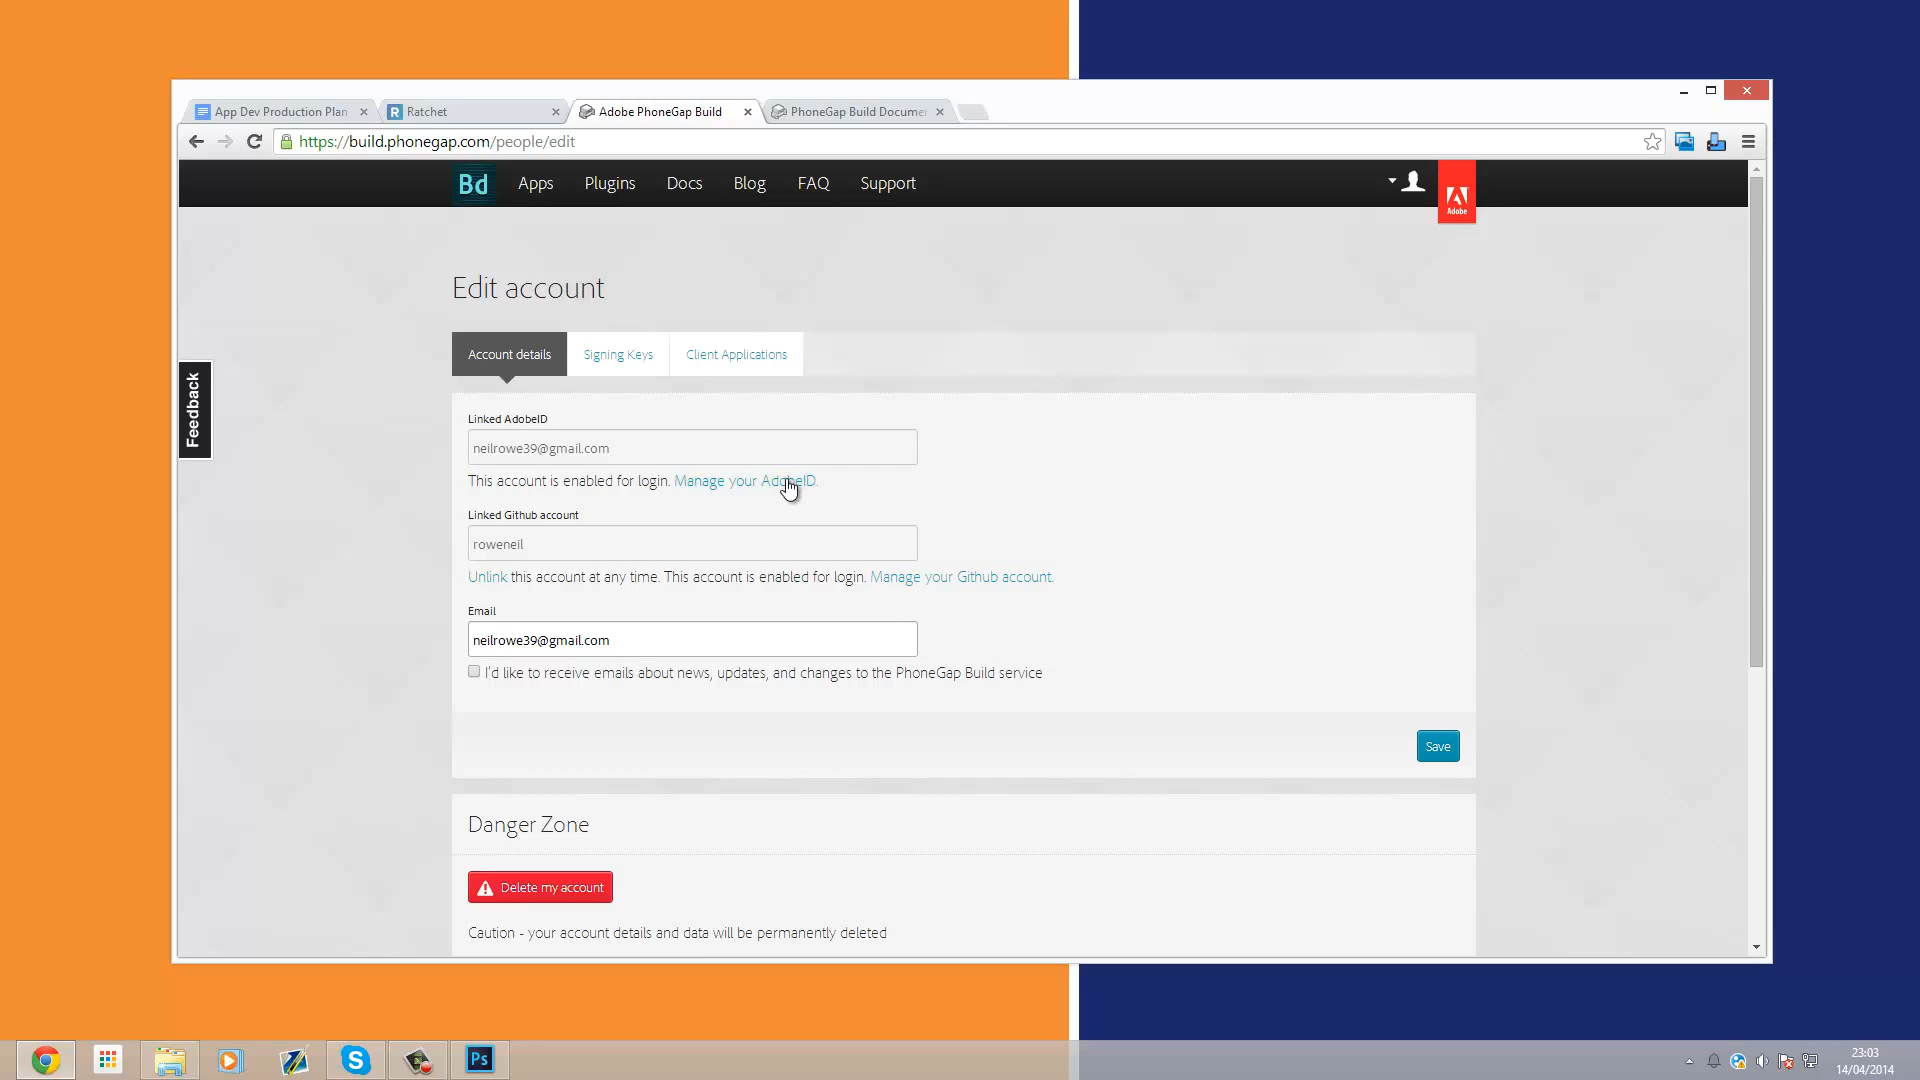 App Dev Production Plan
Ratchet
Adobe PhoneGap Build
PhoneGap Build Documen
https://build.phonegap.com/people/edit
Bd
Apps
Plugins
Docs
Blog
FAQ
Support
Adobe
Edit account
Account details
Signing Keys
Client Applications
Feedback
Linked AdobeID
neilrowe39@gmail.com
This account is enabled for login. Manage your AdobeID.
Linked Github account
roweneil
Unlink this account at any time. This account is enabled for login. Manage your Github account.
Email
neilrowe39@gmail.com
I'd like to receive emails about news, updates, and changes to the PhoneGap Build service
Save
Danger Zone
Delete my account
Caution - your account details and data will be permanently deleted
Ps
23:03
14/04/2014